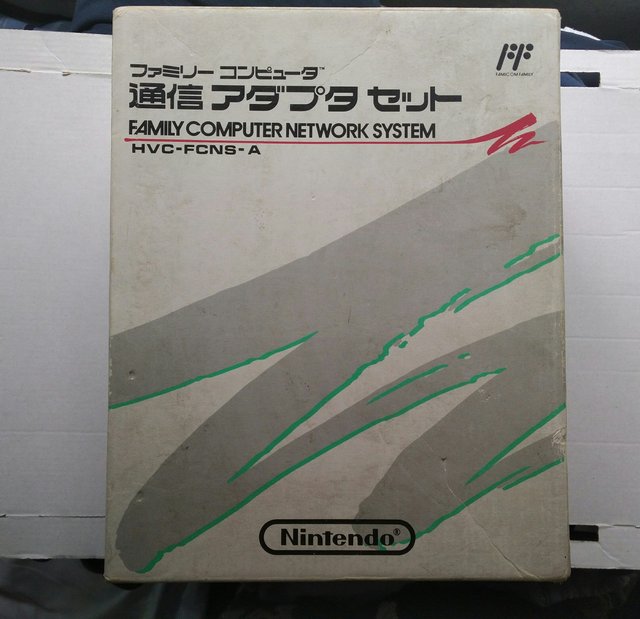 FF
FAMICOM FAMILY
ファミリー コンピュータ™
通信 アダプタ セット
FAMILY COMPUTER NETWORK SYSTEM
HVC-FCNS-A
Nintendo®